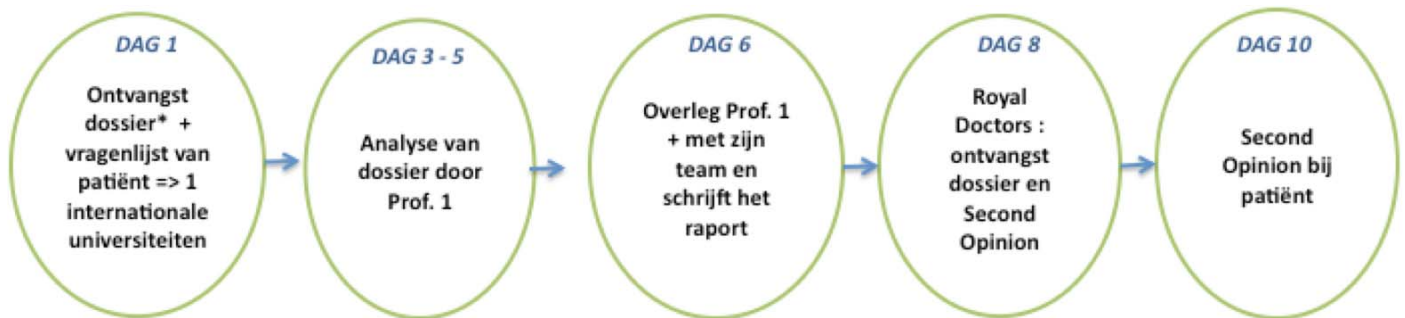 DAG 1
Ontvangst
dossier* +
vragenlijst van
patiënt => 1
internationale
universiteiten
DAG 3 - 5
Analyse van
dossier door
Prof. 1
DAG 6
Overleg Prof. 1
+ met zijn
team en
schrijft het
raport
DAG 8
Royal
Doctors :
ontvangst
dossier en
Second
Opinion
DAG 10
Second
Opinion bij
patiënt